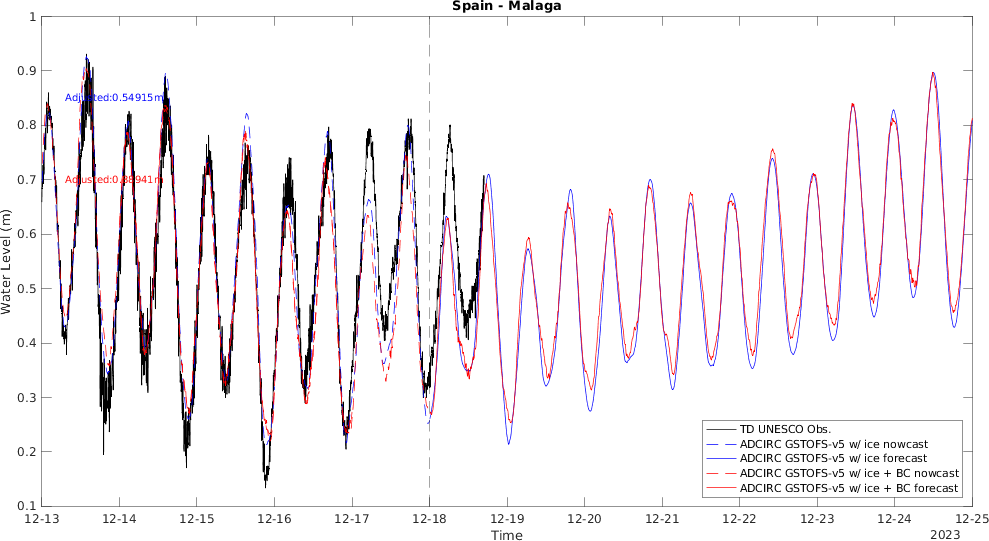 Spain - Malaga
Water Level (m)
1
0.9
0.8
0.7
0.6
0.5
0.4
0.3
0.2
0.1
Adjusted:0.54915m
TD UNESCO Obs.
ADCIRC GSTOFS-v5 w/ ice nowcast
ADCIRC GSTOFS-v5 w/ ice forecast
ADCIRC GSTOFS-v5 w/ ice + BC nowcast
ADCIRC GSTOFS-v5 w/ ice + BC forecast
12-13 12-14 12-15 12-16 12-17 12-18 12-19 12-20 12-21 12-22 12-23 12-24 12-25
Time
2023